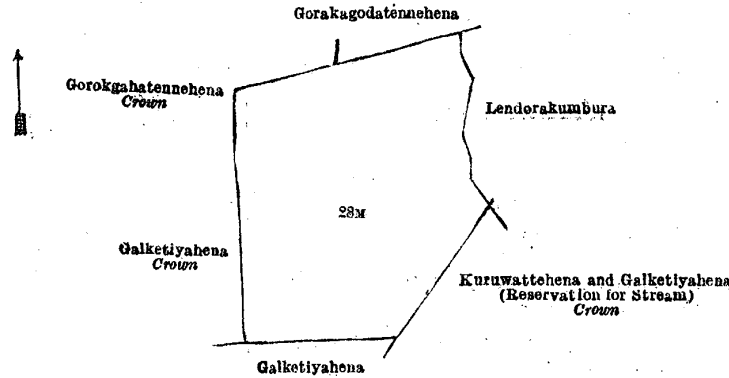 Gorakagodatennehena
Gorokgahatennehena
Crown
Lendorakumbura
28M
Galketiyahena
Crown
Kuruwattehena and Galketiyahena
(Reservation for Stream)
Crown
Galketiyahena